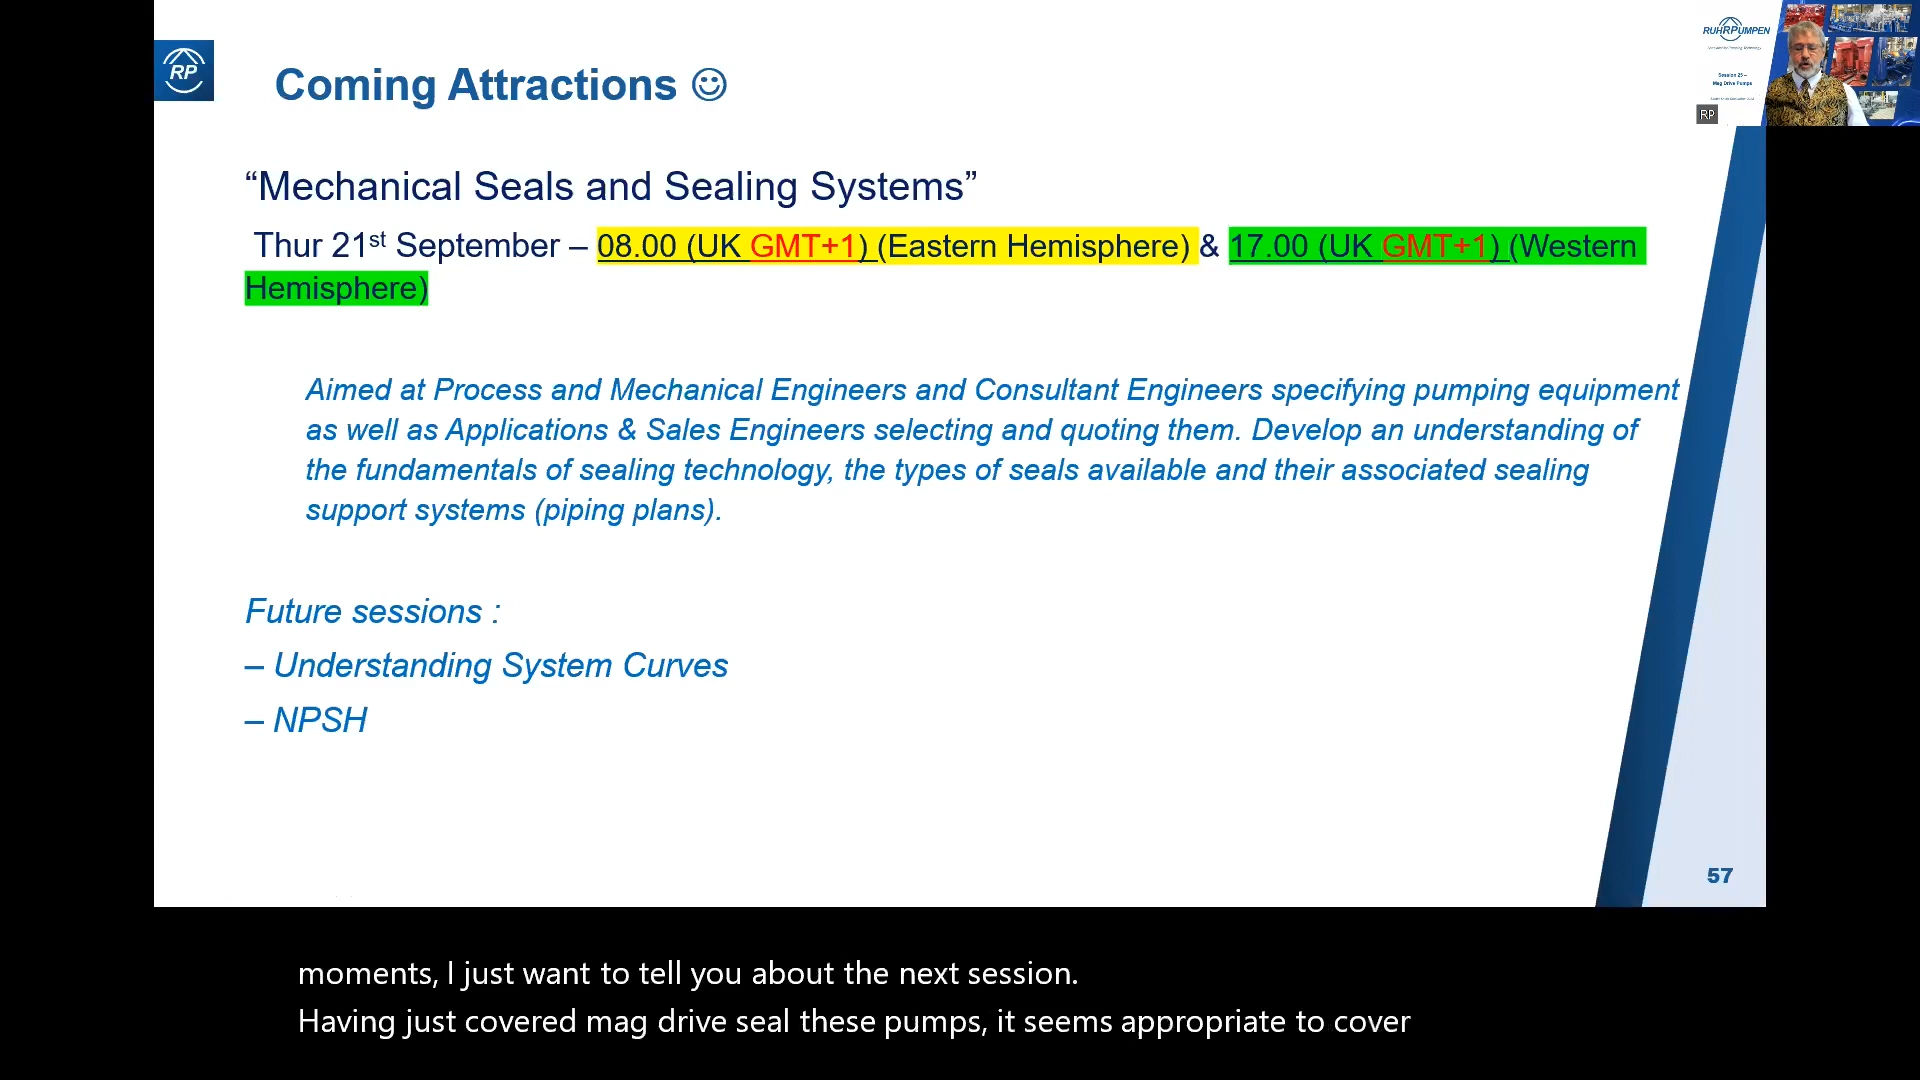 RP
Coming Attractions ☺
“Mechanical Seals and Sealing Systems”
Thur 21st September – 08.00 (UK GMT+1) (Eastern Hemisphere) & 17.00 (UK GMT+1) (Western
Hemisphere)
Aimed at Process and Mechanical Engineers and Consultant Engineers specifying pumping equipment
as well as Applications & Sales Engineers selecting and quoting them. Develop an understanding of
the fundamentals of sealing technology, the types of seals available and their associated sealing
support systems (piping plans).
Future sessions :
– Understanding System Curves
– NPSH
57
RUHRPUMPEN
Session 25 –
Mag Drive Pumps
RP
moments, I just want to tell you about the next session.
Having just covered mag drive seal these pumps, it seems appropriate to cover